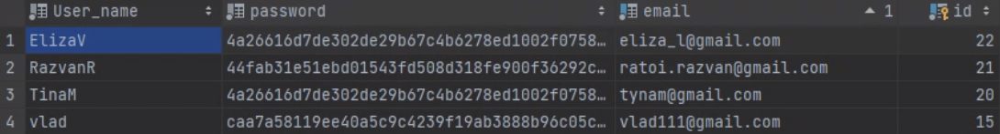 User_name password email 1 id
1 ElizaV 4a26616d7de302de29b67c4b6278ed1002f0758… eliza_l@gmail.com 22
2 RazvanR 44fab31e51ebd01543fd508d318fe900f36292c… ratoi.razvan@gmail.com 21
3 TinaM 4a26616d7de302de29b67c4b6278ed1002f0758… tynam@gmail.com 20
4 vlad caa7a58119ee40a5c9c4239f19ab3888b96c05c… vlad111@gmail.com 15